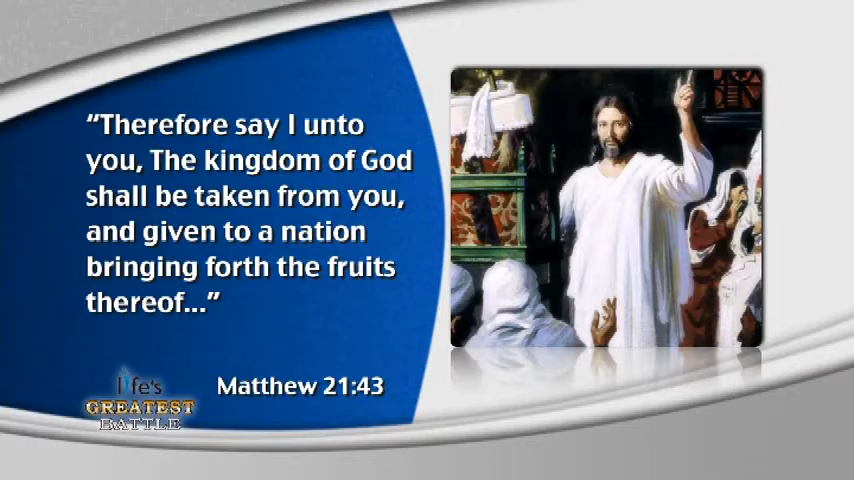 “Therefore say I unto
you, The kingdom of God
shall be taken from you,
and given to a nation
bringing forth the fruits
thereof...”
Matthew 21:43
life's
GREATEST
BATTLE